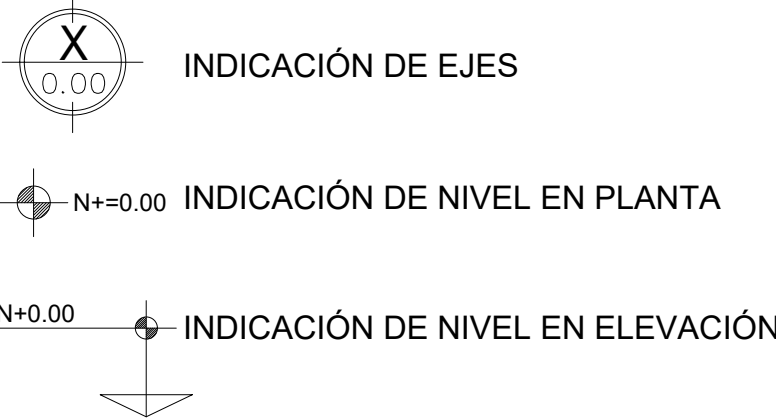 X
0.00
INDICACIÓN DE EJES
N+=0.00 INDICACIÓN DE NIVEL EN PLANTA
N+0.00
INDICACIÓN DE NIVEL EN ELEVACIÓN